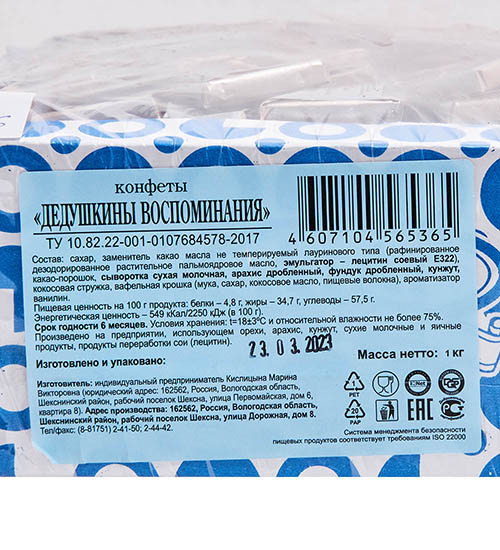 конфеты
«ДЕДУШКИНЫ ВОСПОМИНАНИЯ»
ТУ 10.82.22-001-0107684578-2017
4 607104 565365
Состав: сахар, заменитель какао масла не темперируемый лауринового типа (рафинированное
дезодорированное растительное пальмоядровое масло, эмульгатор – лецитин соевый Е322),
какао-порошок, сыворотка сухая молочная, арахис дробленный, фундук дробленный, кунжут,
кокосовая стружка, вафельная крошка (мука, сахар, кокосовое масло, пищевые волокна), ароматизатор
ванилин.
Пищевая ценность на 100 г продукта: белки – 4,8 г, жиры – 34,7 г, углеводы – 57,5 г.
Энергетическая ценность – 549 кКал/2250 кДж (в 100 г).
Срок годности 6 месяцев. Условия хранения: t=18±3°С и относительной влажности не более 75%.
Произведено на предприятии, использующем орехи, арахис, кунжут, сухие молочные и яичные
продукты, продукты переработки сои (лецитин).
23 03 2023
Изготовлено и упаковано:
Масса нетто: 1 кг
Изготовитель: индивидуальный предприниматель Кислицына Марина
Викторовна (юридический адрес: 162562, Россия, Вологодская область,
Шекснинский район, рабочий поселок Шексна, улица Первомайская, дом 6,
квартира 8). Адрес производства: 162562, Россия, Вологодская область,
Шекснинский район, рабочий поселок Шексна, улица Дорожная, дом 8.
Тел/факс: (8-81751) 2-41-50; 2-44-42.
1
PET
20
PAP
EAC
Система менеджмента безопасности
пищевых продуктов соответствует требованиям ISO 22000